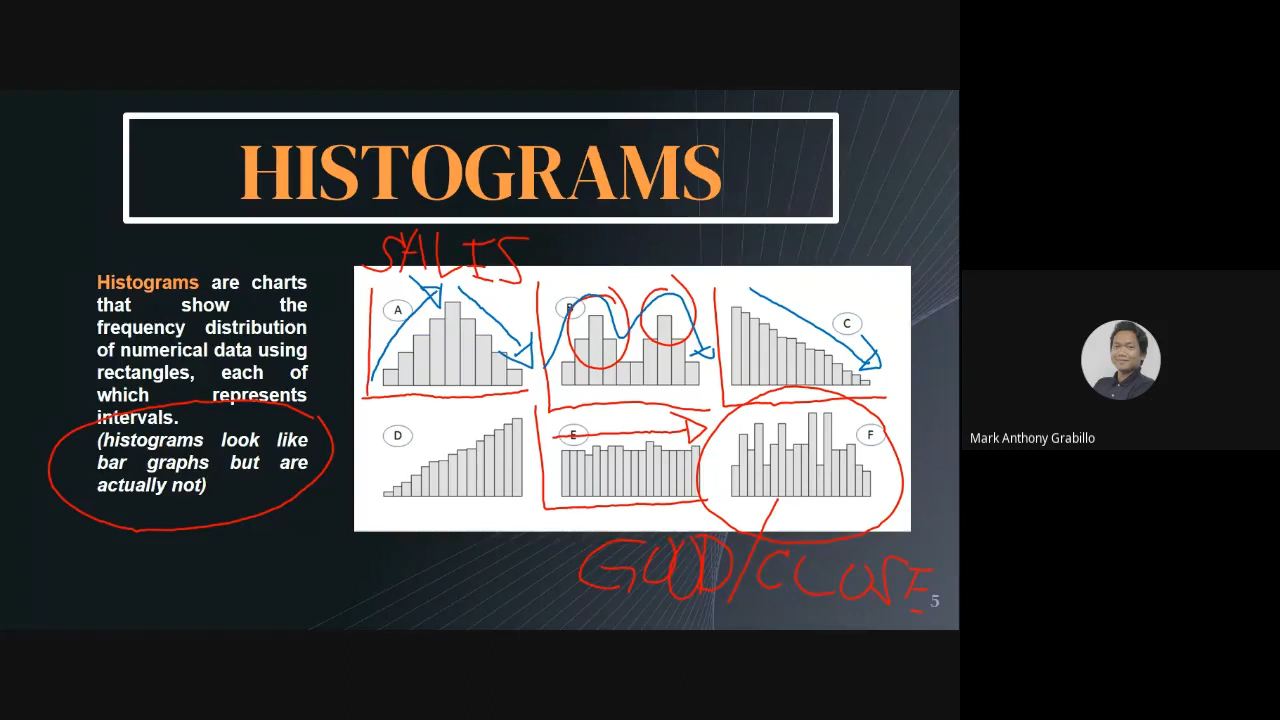 HISTOGRAMS
SALES
Histograms are charts
that show the
frequency distribution
of numerical data using
rectangles, each of
which represents
intervals.
(histograms look like
bar graphs but are
actually not)
A
B
C
D
E
F
GOOD/CLOSE
5
Mark Anthony Grabillo